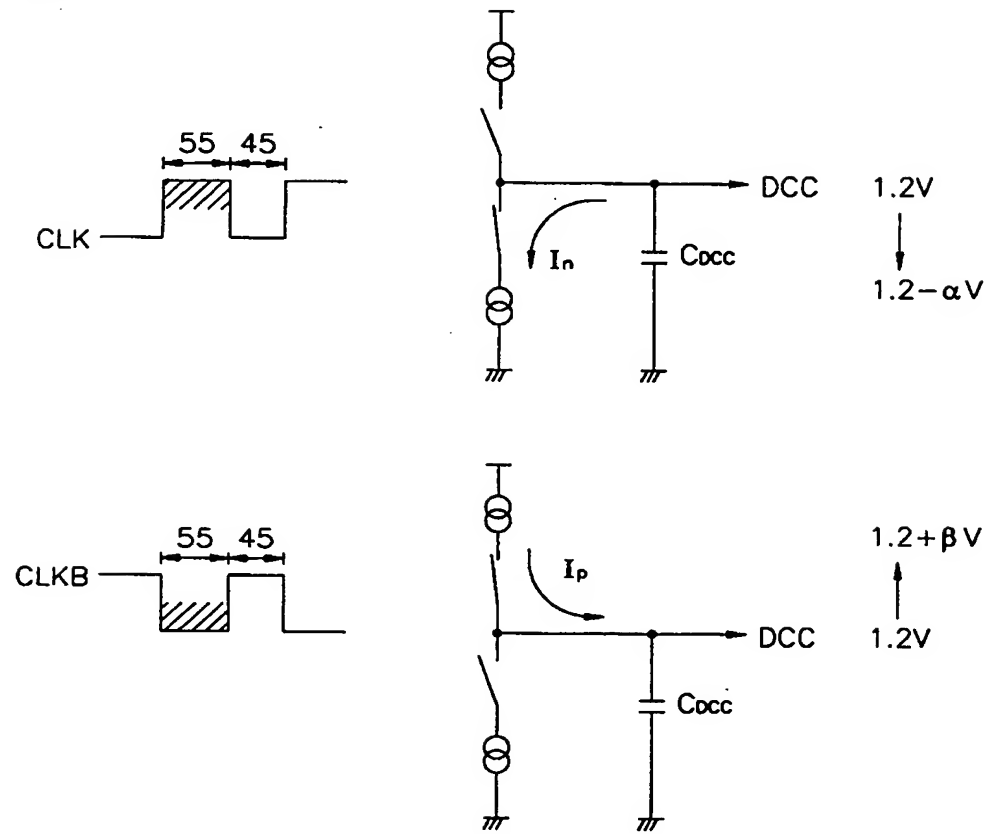 55 45
CLK
In
CDCC
DCC
1.2V
1.2−αV
55 45
CLKB
Ip
CDCC
DCC
1.2+βV
1.2V